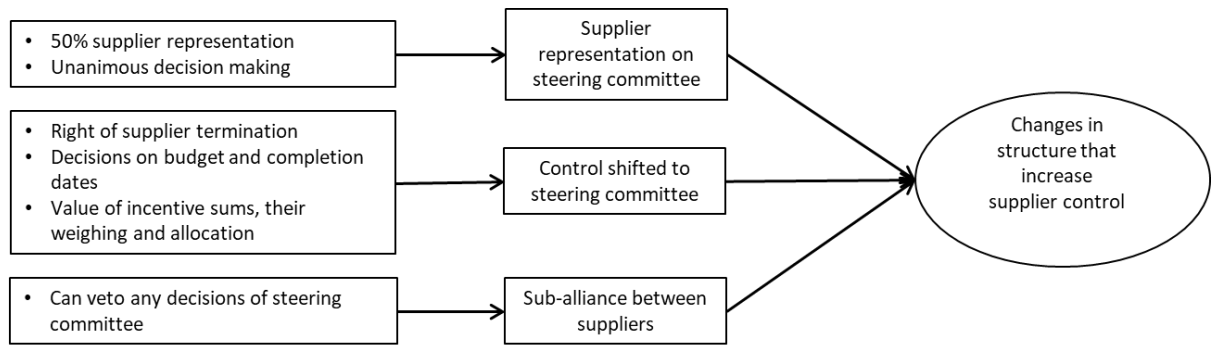 • 50% supplier representation
• Unanimous decision making
Supplier
representation on
steering committee
• Right of supplier termination
• Decisions on budget and completion
dates
• Value of incentive sums, their
weighing and allocation
Control shifted to
steering committee
• Can veto any decisions of steering
committee
Sub-alliance between
suppliers
Changes in
structure that
increase
supplier control